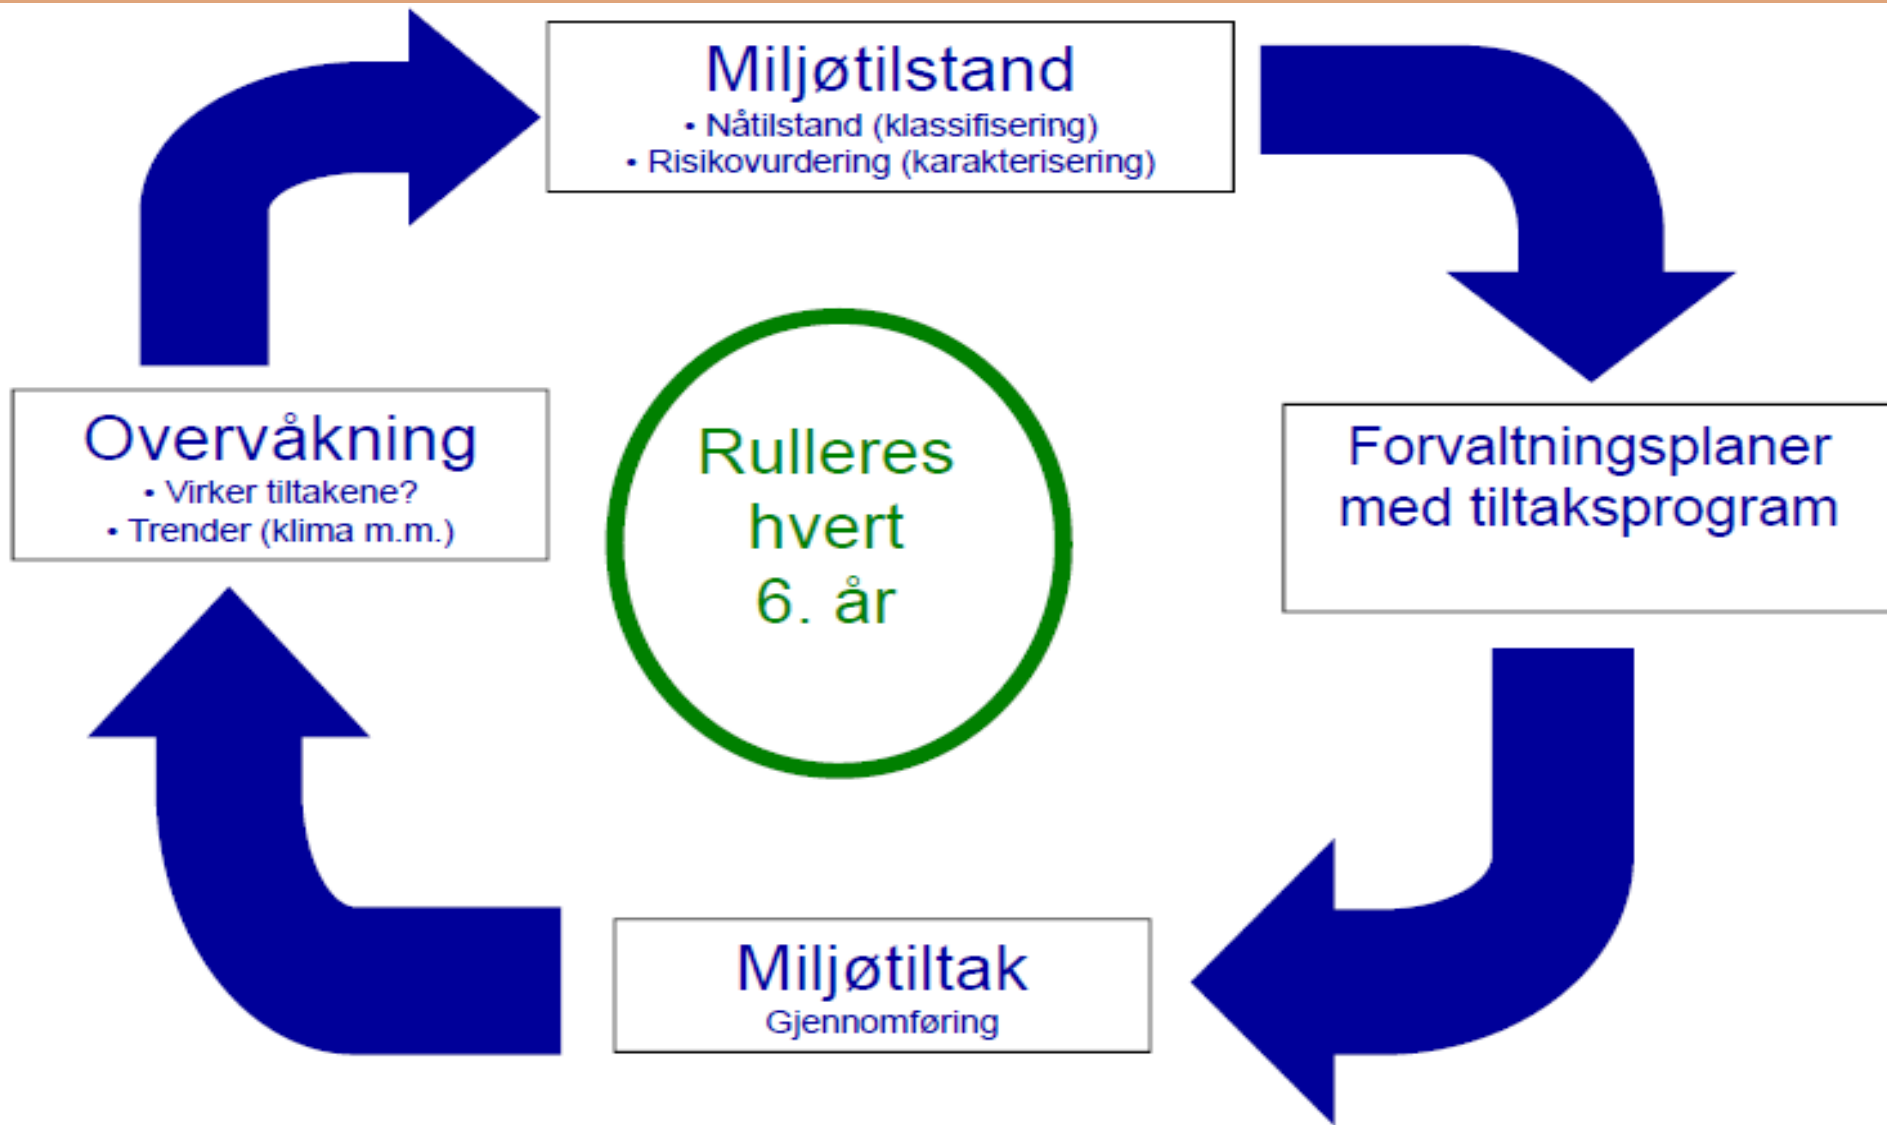 Miljøtilstand
• Nåtilstand (klassifisering)
• Risikovurdering (karakterisering)
Forvaltningsplaner
med tiltaksprogram
Miljøtiltak
Gjennomføring
Overvåkning
• Virker tiltakene?
• Trender (klima m.m.)
Rulleres
hvert
6. år